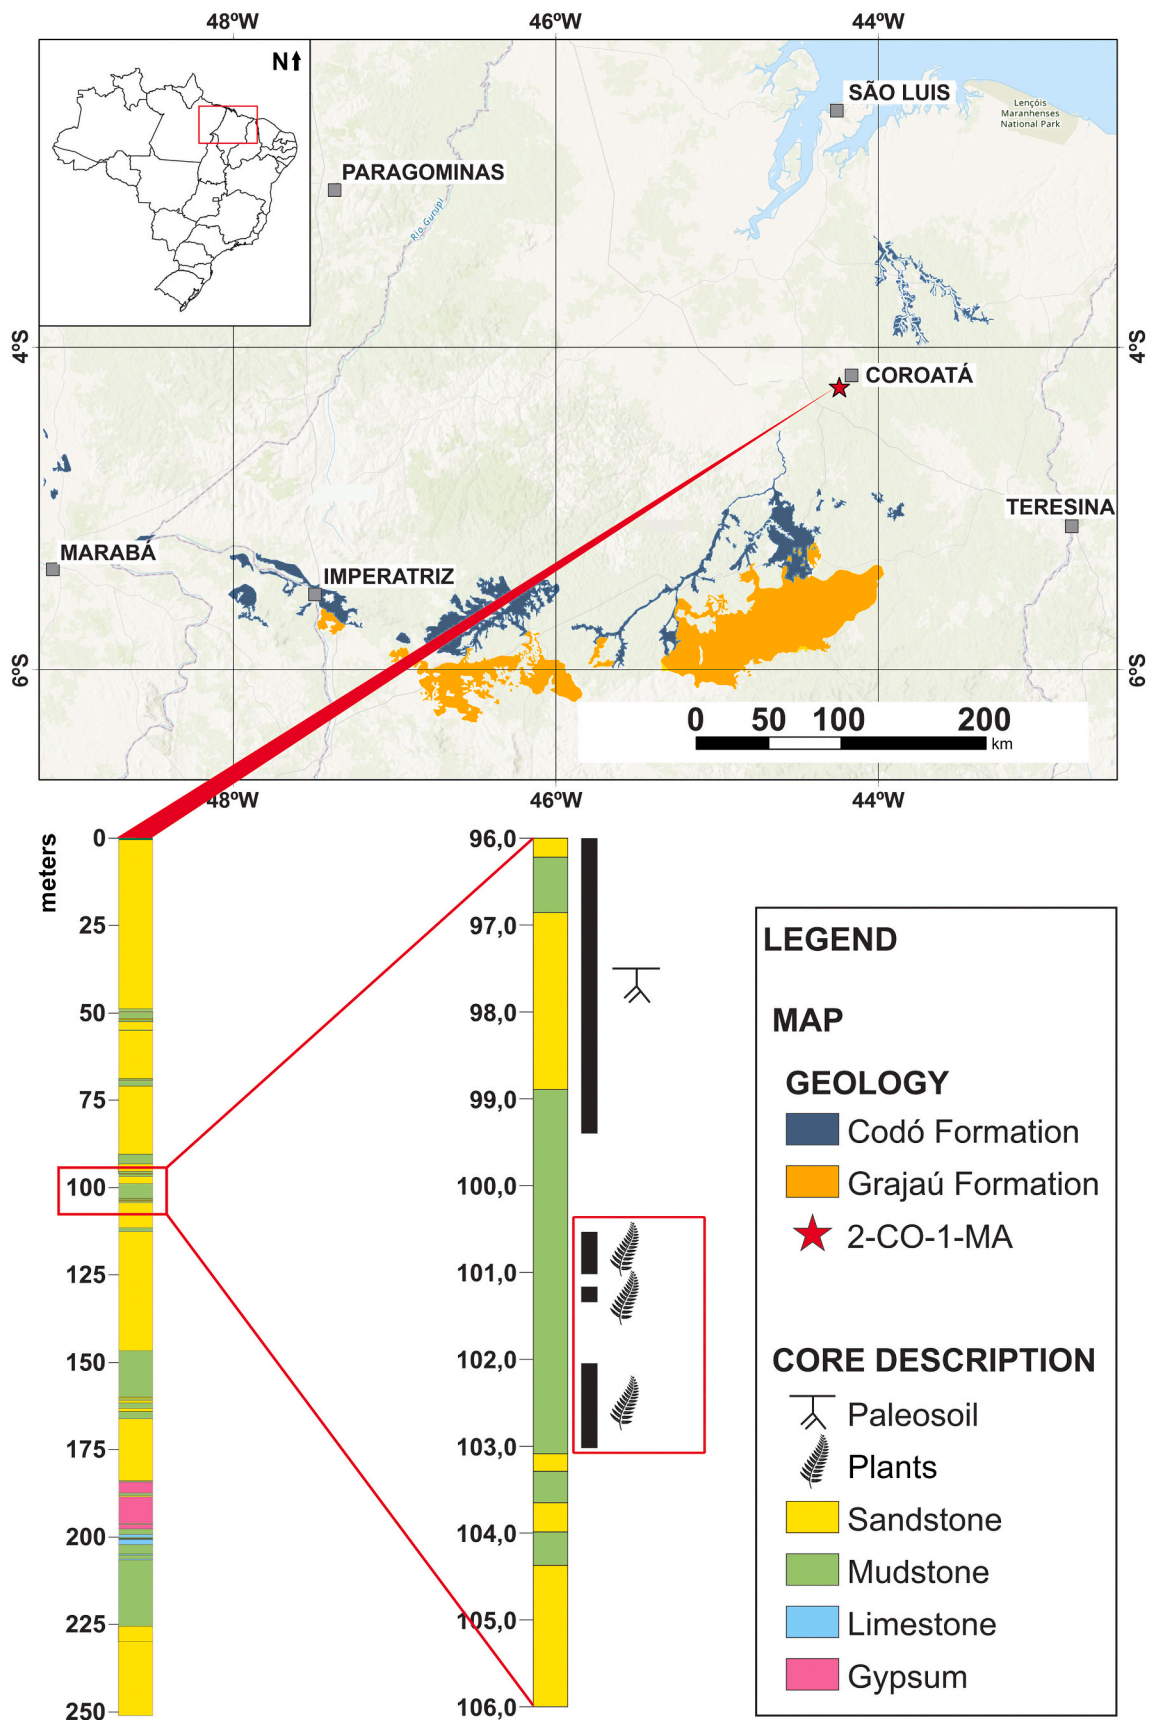 48ºW
46ºW
44ºW
N
SÃO LUIS
Lençóis
Maranhenses
National Park
PARAGOMINAS
Rio Gurupi
4ºS
4ºS
COROATÁ
TERESINA
MARABÁ
IMPERATRIZ
6ºS
6ºS
0
50
100
200
km
48ºW
46ºW
44ºW
meters
0
25
50
75
100
125
150
175
200
225
250
96,0
97,0
98,0
99,0
100,0
101,0
102,0
103,0
104,0
105,0
106,0
LEGEND
MAP
GEOLOGY
Codó Formation
Grajaú Formation
2-CO-1-MA
CORE DESCRIPTION
Paleosoil
Plants
Sandstone
Mudstone
Limestone
Gypsum